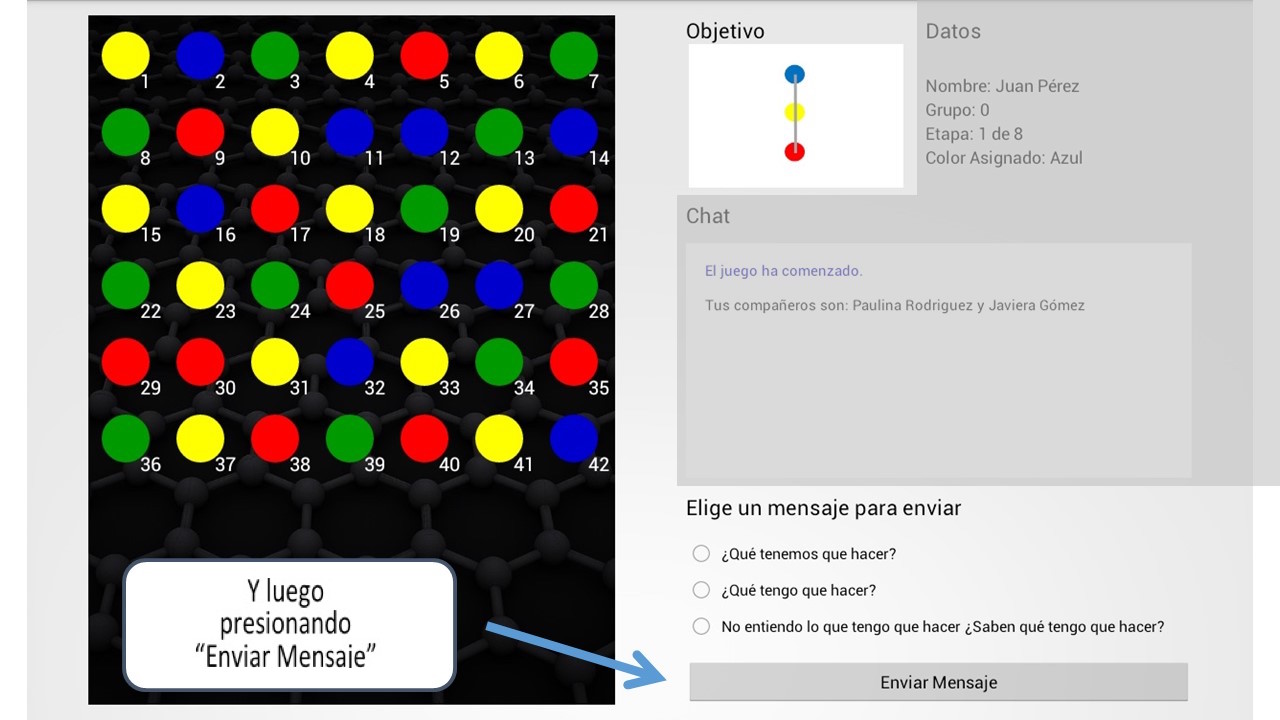 1 2 3 4 5 6 7
8 9 10 11 12 13 14
15 16 17 18 19 20 21
22 23 24 25 26 27 28
29 30 31 32 33 34 35
36 37 38 39 40 41 42
Y luego
presionando
“Enviar Mensaje”
Objetivo
Datos
Nombre: Juan Pérez
Grupo: 0
Etapa: 1 de 8
Color Asignado: Azul
Chat
El juego ha comenzado.
Tus compañeros son: Paulina Rodriguez y Javiera Gómez
Elige un mensaje para enviar
¿Qué tenemos que hacer?
¿Qué tengo que hacer?
No entiendo lo que tengo que hacer ¿Saben qué tengo que hacer?
Enviar Mensaje